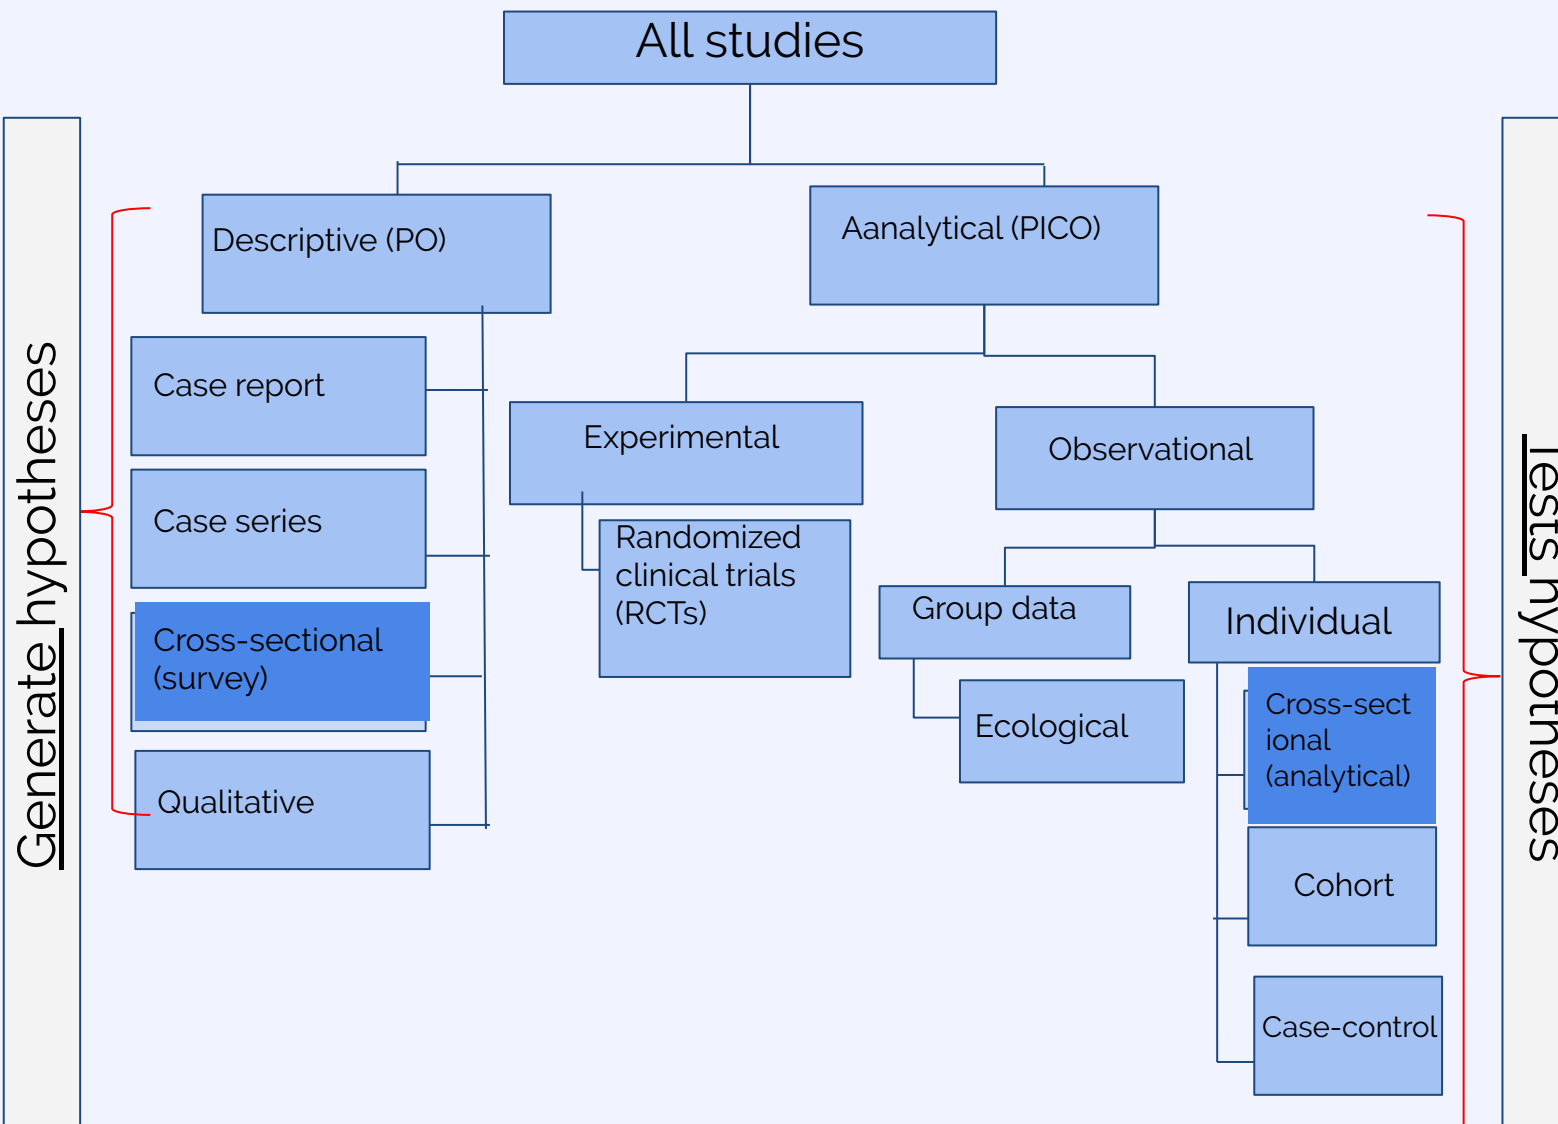 All studies
Generate hypotheses
Descriptive (PO)
Case report
Case series
Cross-sectional
(survey)
Qualitative
Aanalytical (PICO)
Experimental
Randomized
clinical trials
(RCTs)
Observational
Group data
Ecological
Individual
Cross-sect
ional
(analytical)
Cohort
Case-control
Tests hypotheses